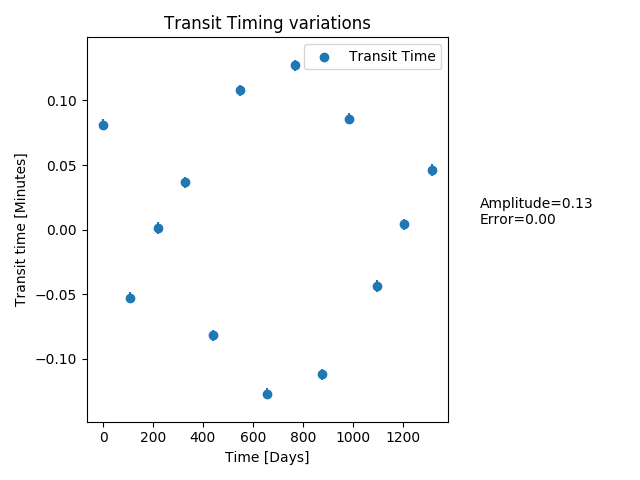 Transit Timing variations
Transit Time
0.10
0.05
0.00
−0.05
−0.10
Transit time [Minutes]
0 200 400 600 800 1000 1200
Time [Days]
Amplitude=0.13
Error=0.00